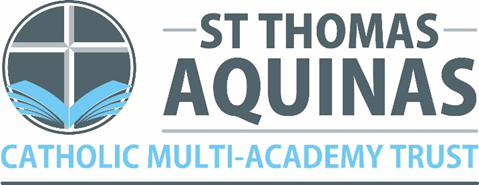 ST THOMAS
AQUINAS
CATHOLIC MULTI-ACADEMY TRUST